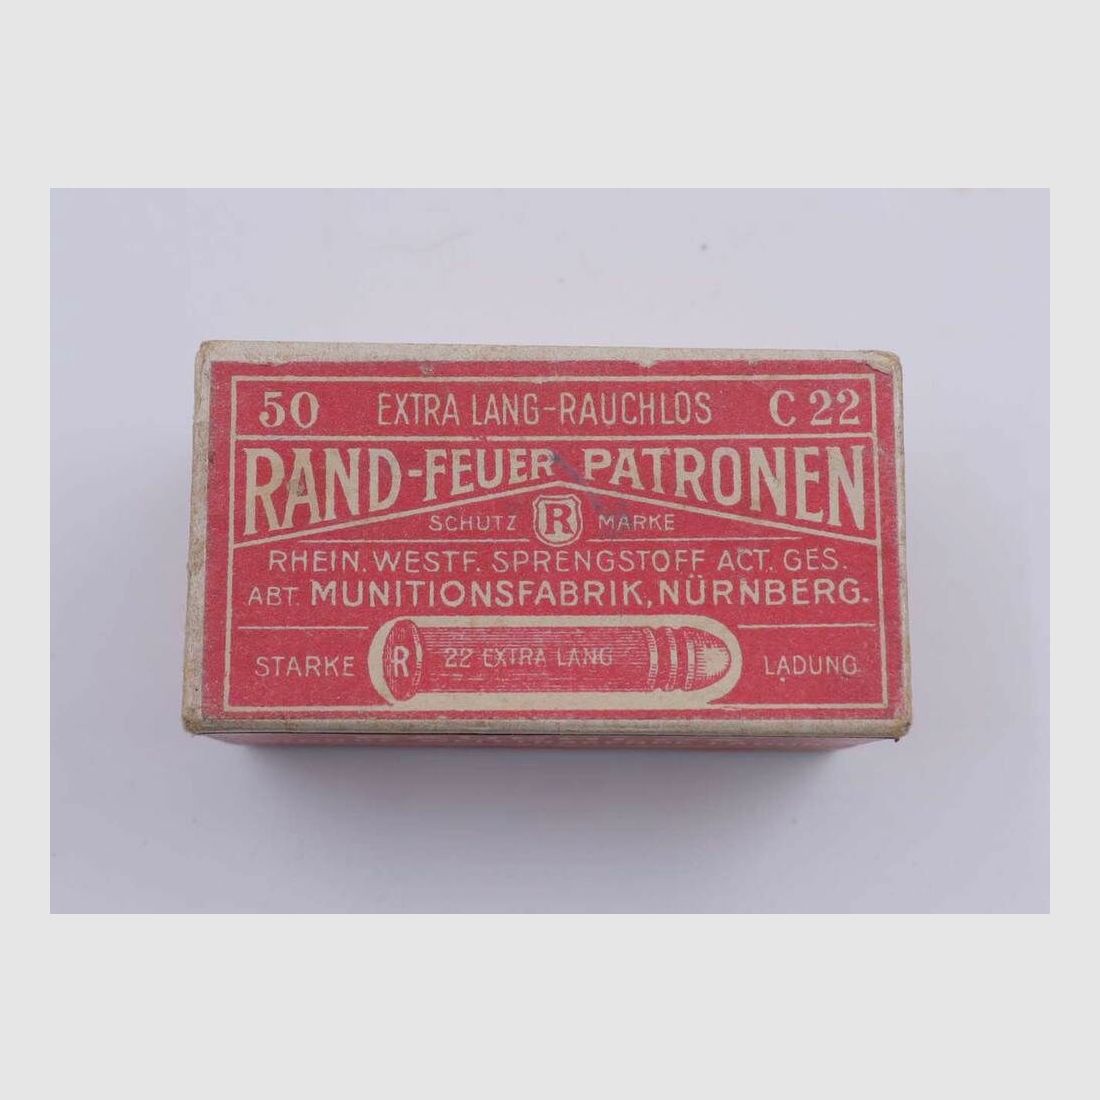 50 EXTRA LANG-RAUCHLOS C 22
RAND-FEUER PATRONEN
SCHUTZ R MARKE
RHEIN. WESTF. SPRENGSTOFF ACT. GES.
ABT. MUNITIONSFABRIK, NÜRNBERG.
STARKE R 22 EXTRA LANG LADUNG